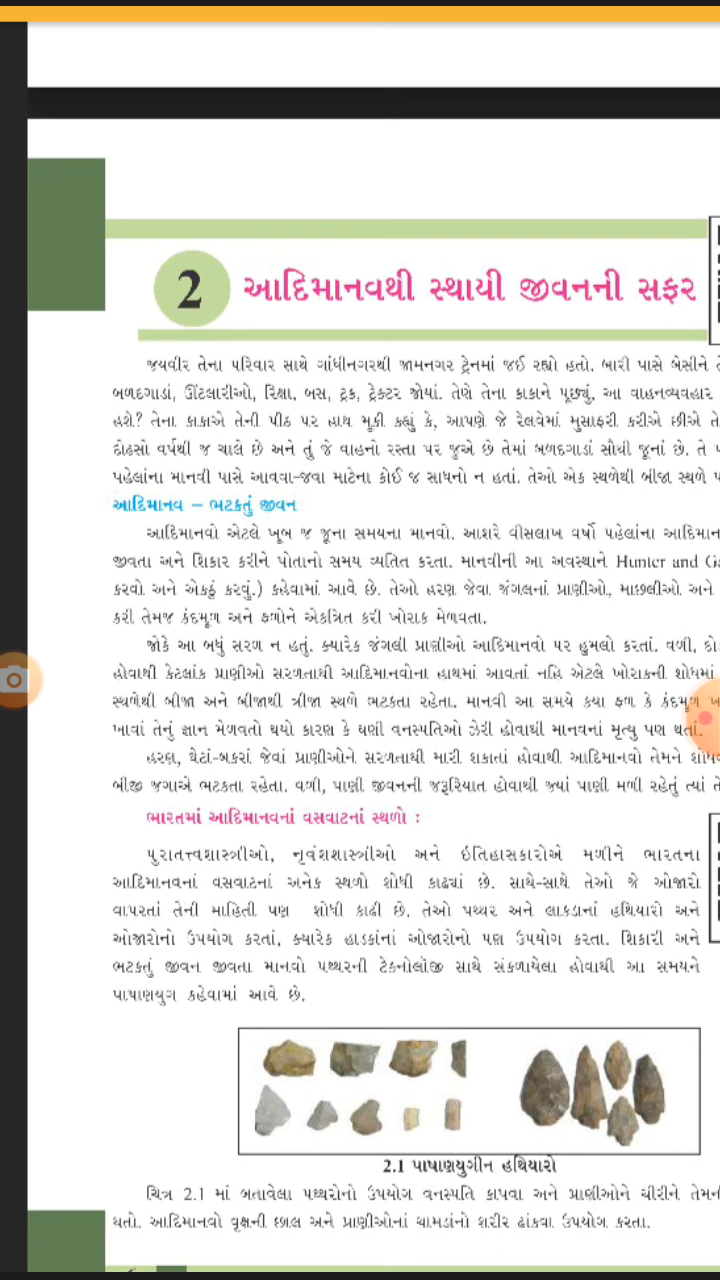 2
આદિમાનવથી સ્થાયી જીવનની સફર
જયવીર તેના પરિવાર સાથે ગાંધીનગરથી જામનગર ટ્રેનમાં જઈ રહ્યો હતો. બારી પાસે બેસીને
બળદગાડાં, ઊંટલારીઓ, રિક્ષા, બસ, ટ્રક, ટ્રેક્ટર જોયાં. તેણે તેના કાકાને પૂછ્યું, આ વાહનવ્યવહાર
હશે? તેના કાકાએ તેની પીઠ પર હાથ મૂકી કહ્યું કે, આપણે જે રેલવેમાં મુસાફરી કરીએ છીએ તે
દોઢસો વર્ષથી જ ચાલે છે અને તું જે વાહનો રસ્તા પર જુએ છે તેમાં બળદગાડાં સૌથી જૂનાં છે. તે
પહેલાંના માનવી પાસે આવવા-જવા માટેના કોઈ જ સાધનો ન હતાં. તેઓ એક સ્થળેથી બીજા સ્થળે
આદિમાનવ – ભટકતું જીવન
આદિમાનવો એટલે ખૂબ જ જૂના સમયના માનવો. આશરે વીસલાખ વર્ષો પહેલાંના આદિમાન
જીવતા અને શિકાર કરીને પોતાનો સમય વ્યતિત કરતા. માનવીની આ અવસ્થાને Hunter and Ga
કરવો અને એકઠું કરવું.) કહેવામાં આવે છે. તેઓ હરણ જેવા જંગલનાં પ્રાણીઓ, માછલીઓ અને
કરી તેમજ કંદમૂળ અને ફળોને એકત્રિત કરી ખોરાક મેળવતા.
જોકે આ બધું સરળ ન હતું. ક્યારેક જંગલી પ્રાણીઓ આદિમાનવો પર હુમલો કરતાં. વળી,
હોવાથી કેટલાંક પ્રાણીઓ સરળતાથી આદિમાનવોના હાથમાં આવતાં નહિ એટલે ખોરાકની શોધમાં
સ્થળેથી બીજા અને બીજાથી ત્રીજા સ્થળે ભટકતા રહેતા. માનવી આ સમયે કયા ફળ કે કંદમૂળ
ખાવાં તેનું જ્ઞાન મેળવતો થયો કારણ કે ઘણી વનસ્પતિઓ ઝેરી હોવાથી માનવનાં મૃત્યુ પણ થતાં.
હરણ, ઘેટાં-બકરાં જેવાં પ્રાણીઓને સરળતાથી મારી શકાતાં હોવાથી આદિમાનવો તેમને
બીજી જગાએ ભટકતા રહેતા. વળી, પાણી જીવનની જરૂરિયાત હોવાથી જ્યાં પાણી મળી રહેતું ત્યાં તે
ભારતમાં આદિમાનવનાં વસવાટનાં સ્થળો :
પુરાતત્ત્વશાસ્ત્રીઓ, નૃવંશશાસ્ત્રીઓ અને ઇતિહાસકારોએ મળીને ભારતના
આદિમાનવનાં વસવાટનાં અનેક સ્થળો શોધી કાઢ્યાં છે. સાથે-સાથે તેઓ જે ઓજારો
વાપરતાં તેની માહિતી પણ શોધી કાઢી છે. તેઓ પથ્થર અને લાકડાનાં હથિયારો અને
ઓજારોનો ઉપયોગ કરતાં, ક્યારેક હાડકાંનાં ઓજારોનો પણ ઉપયોગ કરતા. શિકારી અને
ભટકતું જીવન જીવતા માનવો પથ્થરની ટેક્નોલૉજી સાથે સંકળાયેલા હોવાથી આ સમયને
પાષાણયુગ કહેવામાં આવે છે.
2.1 પાષાણયુગીન હથિયારો
ચિત્ર 2.1 માં બતાવેલા પથ્થરોનો ઉપયોગ વનસ્પતિ કાપવા અને પ્રાણીઓને ચીરીને
થતો. આદિમાનવો વૃક્ષની છાલ અને પ્રાણીઓનાં ચામડાંનો શરીર ઢાંકવા ઉપયોગ કરતા.